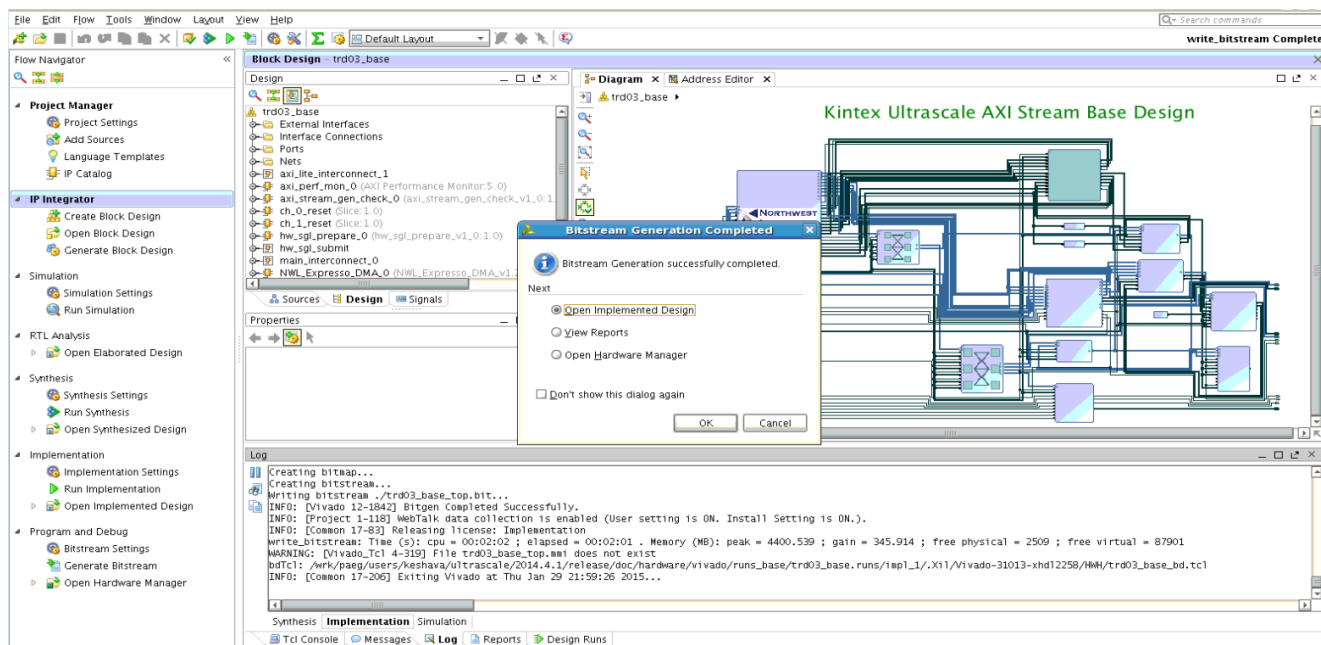 File Edit Flow Tools Window Layout View Help
Search commands
Default Layout
write_bitstream Complete
Flow Navigator
Project Manager
Project Settings
Add Sources
Language Templates
IP Catalog
IP Integrator
Create Block Design
Open Block Design
Generate Block Design
Simulation
Simulation Settings
Run Simulation
RTL Analysis
Open Elaborated Design
Synthesis
Synthesis Settings
Run Synthesis
Open Synthesized Design
Implementation
Implementation Settings
Run Implementation
Open Implemented Design
Program and Debug
Bitstream Settings
Generate Bitstream
Open Hardware Manager
Block Design - trd03_base
Design
trd03_base
External Interfaces
Interface Connections
Ports
Nets
axi_lite_interconnect_1
axi_perf_mon_0 (AXI Performance Monitor:5.0)
axi_stream_gen_check_0 (axi_stream_gen_check_v1_0:1.
ch_0_reset (Slice:1.0)
ch_1_reset (Slice:1.0)
hw_sgl_prepare_0 (hw_sgl_prepare_v1_0:1.0)
hw_sgl_submit
main_interconnect_0
NWL_Expresso_DMA_0 (NWL_Expresso_DMA_v1.2
Sources Design Signals
Properties
Diagram Address Editor
trd03_base
Kintex Ultrascale AXI Stream Base Design
NORTHWEST
Bitstream Generation Completed
Bitstream Generation successfully completed.
Next
Open Implemented Design
View Reports
Open Hardware Manager
Don't show this dialog again
OK Cancel
Log
Creating bitmap...
Creating bitstream...
Writing bitstream ./trd03_base_top.bit...
INFO: [Vivado 12-1842] Bitgen Completed Successfully.
INFO: [Project 1-118] WebTalk data collection is enabled (User setting is ON. Install Setting is ON.).
INFO: [Common 17-83] Releasing license: Implementation
write_bitstream: Time (s): cpu = 00:02:02 ; elapsed = 00:02:01 . Memory (MB): peak = 4400.539 ; gain = 345.914 ; free physical = 2509 ; free virtual = 87901
WARNING: [Vivado_Tcl 4-319] File trd03_base_top.mmi does not exist
bdTcl: /wrk/paeg/users/keshava/ultrascale/2014.4.1/release/doc/hardware/vivado/runs_base/trd03_base.runs/impl_1/.Xil/Vivado-31013-xhdl2258/HWH/trd03_base_bd.tcl
INFO: [Common 17-206] Exiting Vivado at Thu Jan 29 21:59:26 2015...
Synthesis Implementation Simulation
Tcl Console Messages Log Reports Design Runs